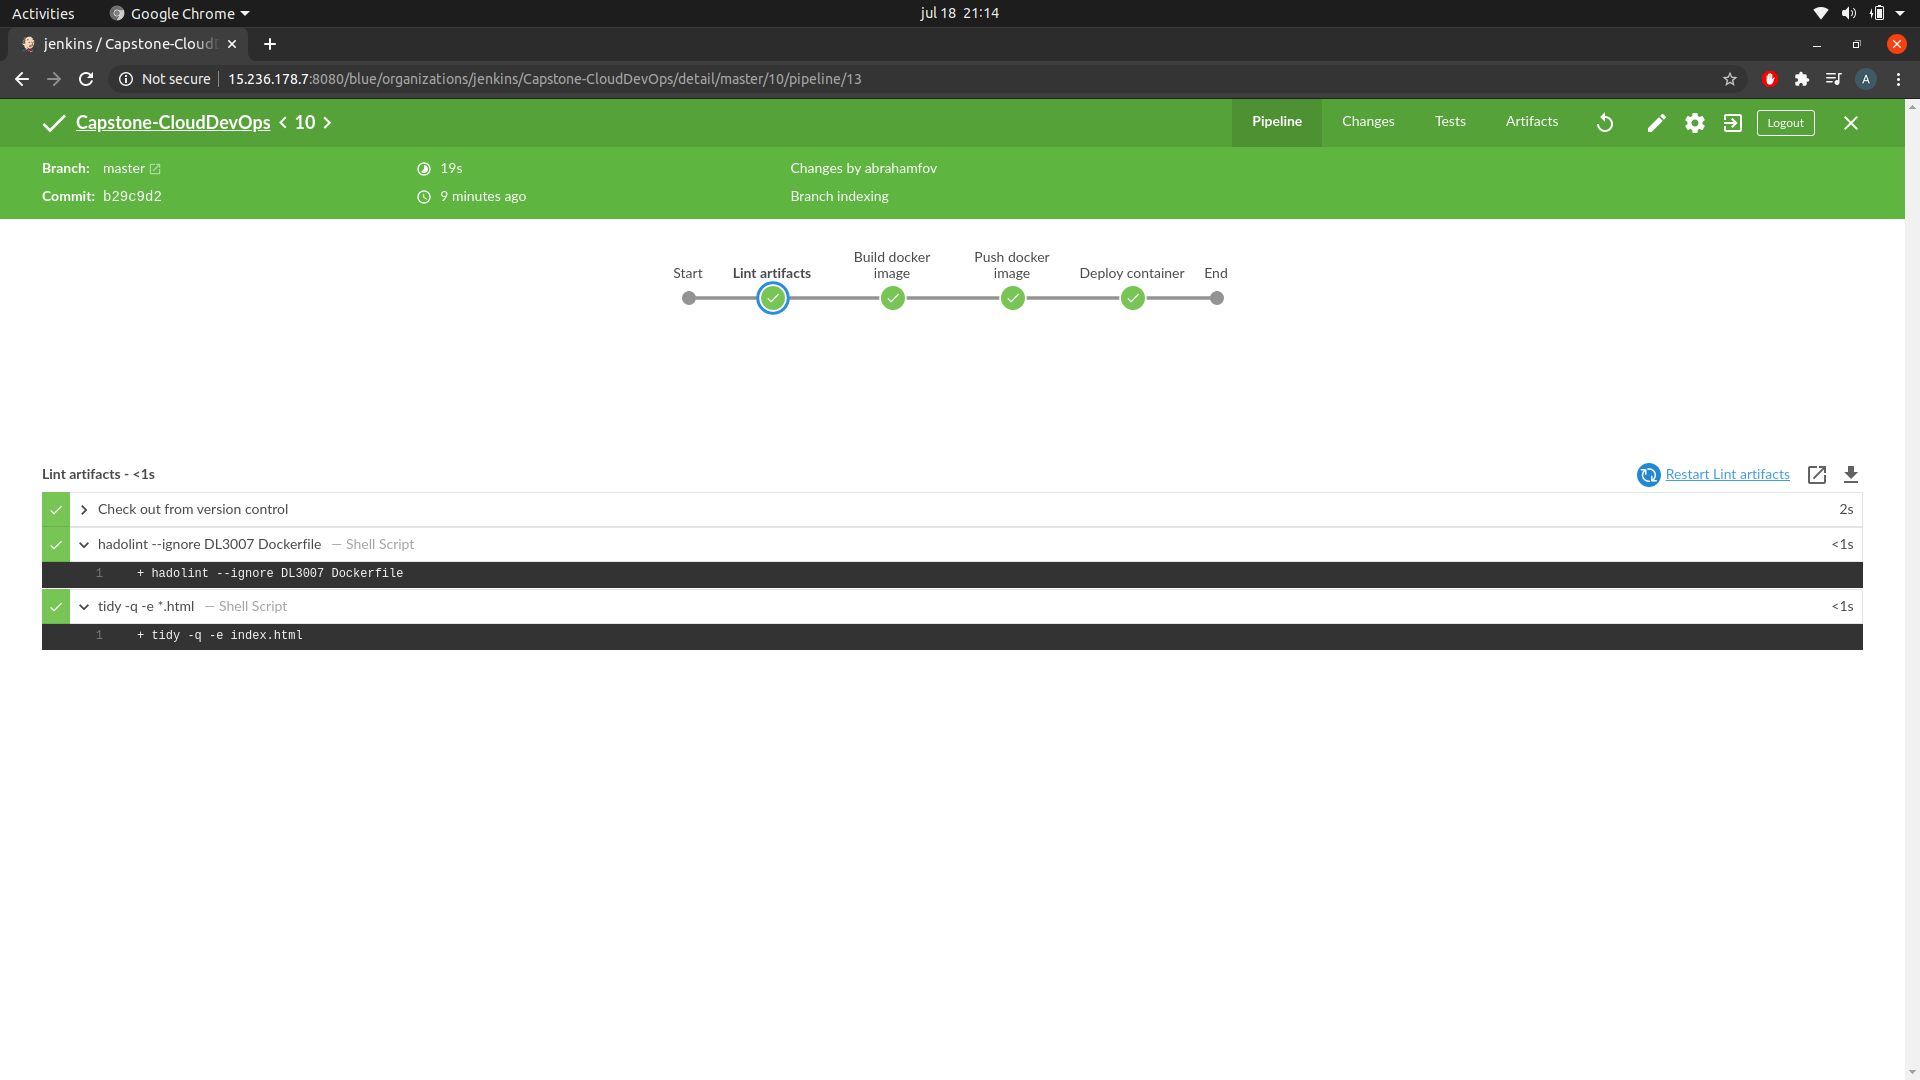 Activities
Google Chrome
jul 18 21:14
jenkins / Capstone-CloudD
Not secure
15.236.178.7:8080/blue/organizations/jenkins/Capstone-CloudDevOps/detail/master/10/pipeline/13
A
Capstone-CloudDevOps < 10 >
Pipeline
Changes
Tests
Artifacts
Logout
Branch: master
19s
Changes by abrahamfov
Commit: b29c9d2
9 minutes ago
Branch indexing
Start
Lint artifacts
Build docker
image
Push docker
image
Deploy container
End
Lint artifacts - <1s
Restart Lint artifacts
Check out from version control
2s
hadolint --ignore DL3007 Dockerfile — Shell Script
<1s
1 + hadolint --ignore DL3007 Dockerfile
tidy -q -e *.html — Shell Script
<1s
1 + tidy -q -e index.html